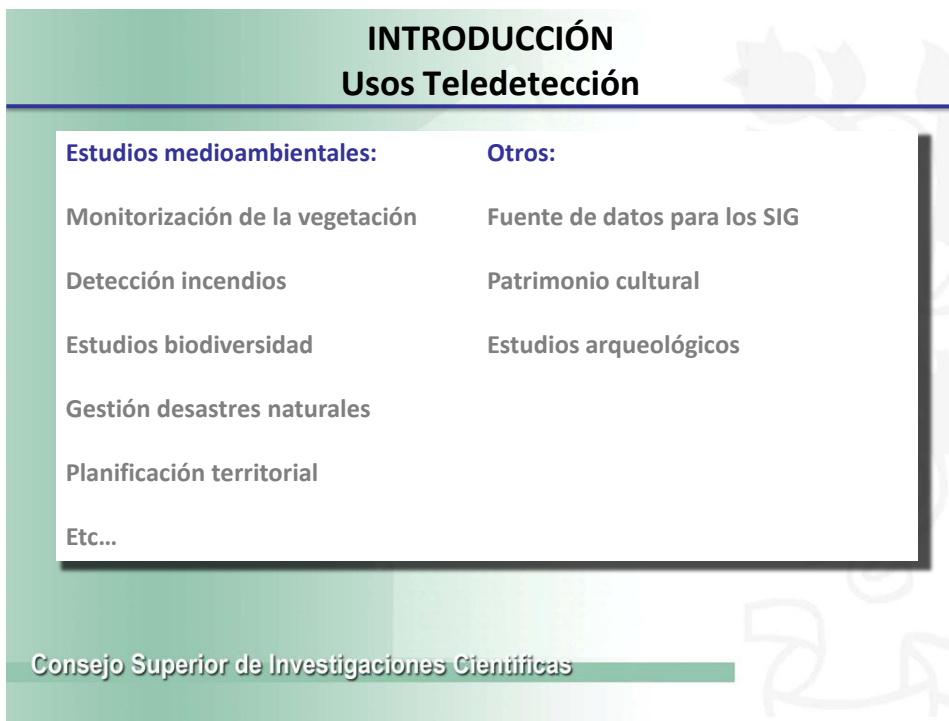 INTRODUCCIÓN
Usos Teledetección
Estudios medioambientales:
Monitorización de la vegetación
Detección incendios
Estudios biodiversidad
Gestión desastres naturales
Planificación territorial
Etc...
Otros:
Fuente de datos para los SIG
Patrimonio cultural
Estudios arqueológicos
Consejo Superior de Investigaciones Cientificas